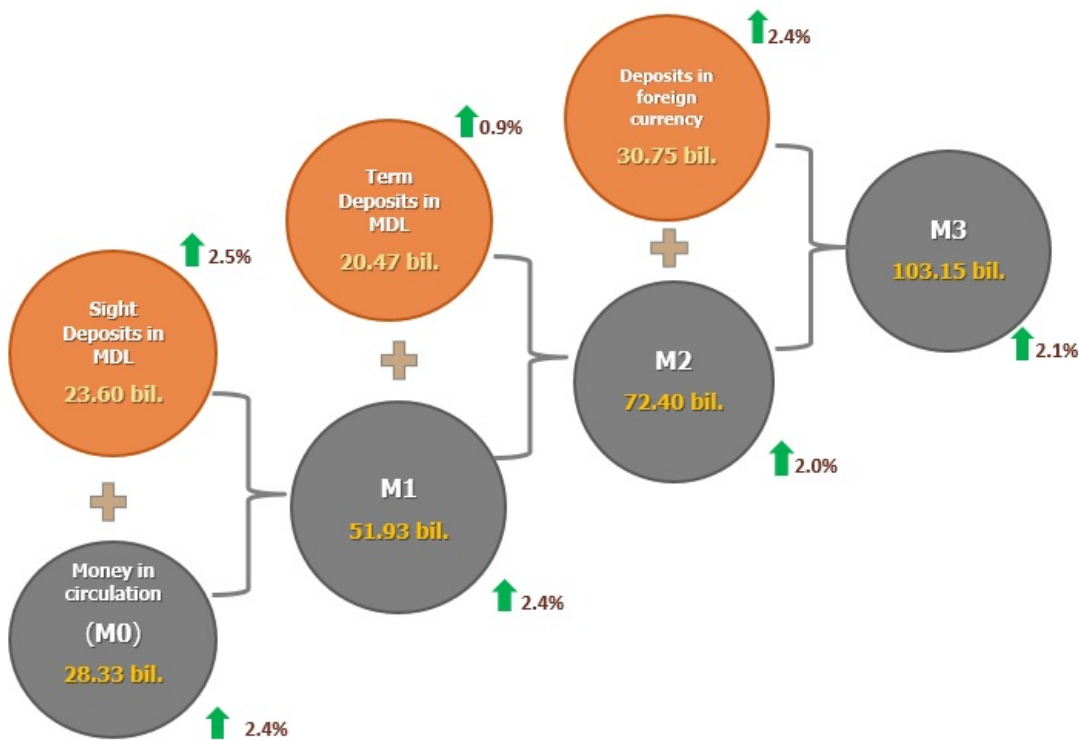 Sight
Deposits in
MDL
23.60 bil.
2.5%
Money in
circulation
(M0)
28.33 bil.
2.4%
Term
Deposits in
MDL
20.47 bil.
0.9%
M1
51.93 bil.
2.4%
Deposits in
foreign
currency
30.75 bil.
2.4%
M2
72.40 bil.
2.0%
M3
103.15 bil.
2.1%